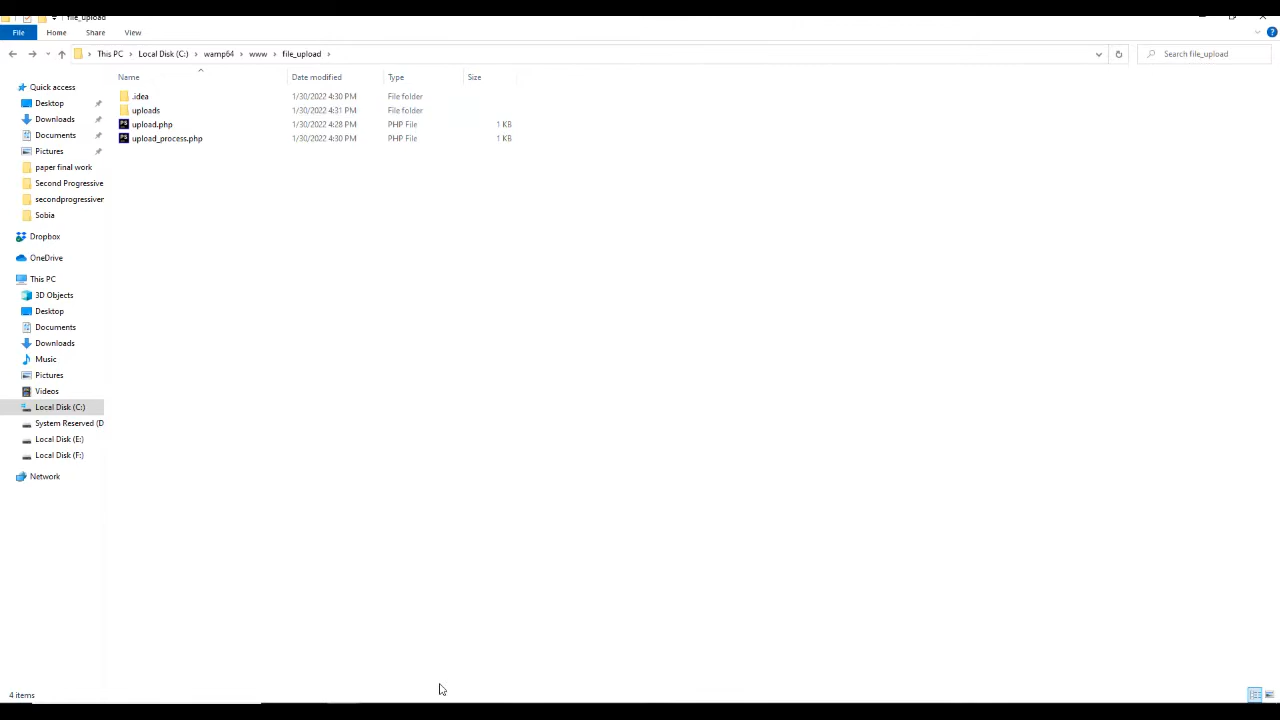 file_upload
File Home Share View
This PC Local Disk (C:) wamp64 www file_upload Search file_upload
Name Date modified Type Size
Quick access
Desktop
Downloads
Documents
Pictures
paper final work
Second Progressive
secondprogressiver
Sobia
Dropbox
OneDrive
This PC
3D Objects
Desktop
Documents
Downloads
Music
Pictures
Videos
Local Disk (C:)
System Reserved (D
Local Disk (E:)
Local Disk (F:)
Network
.idea 1/30/2022 4:30 PM File folder
uploads 1/30/2022 4:31 PM File folder
upload.php 1/30/2022 4:28 PM PHP File 1 KB
upload_process.php 1/30/2022 4:30 PM PHP File 1 KB
4 items